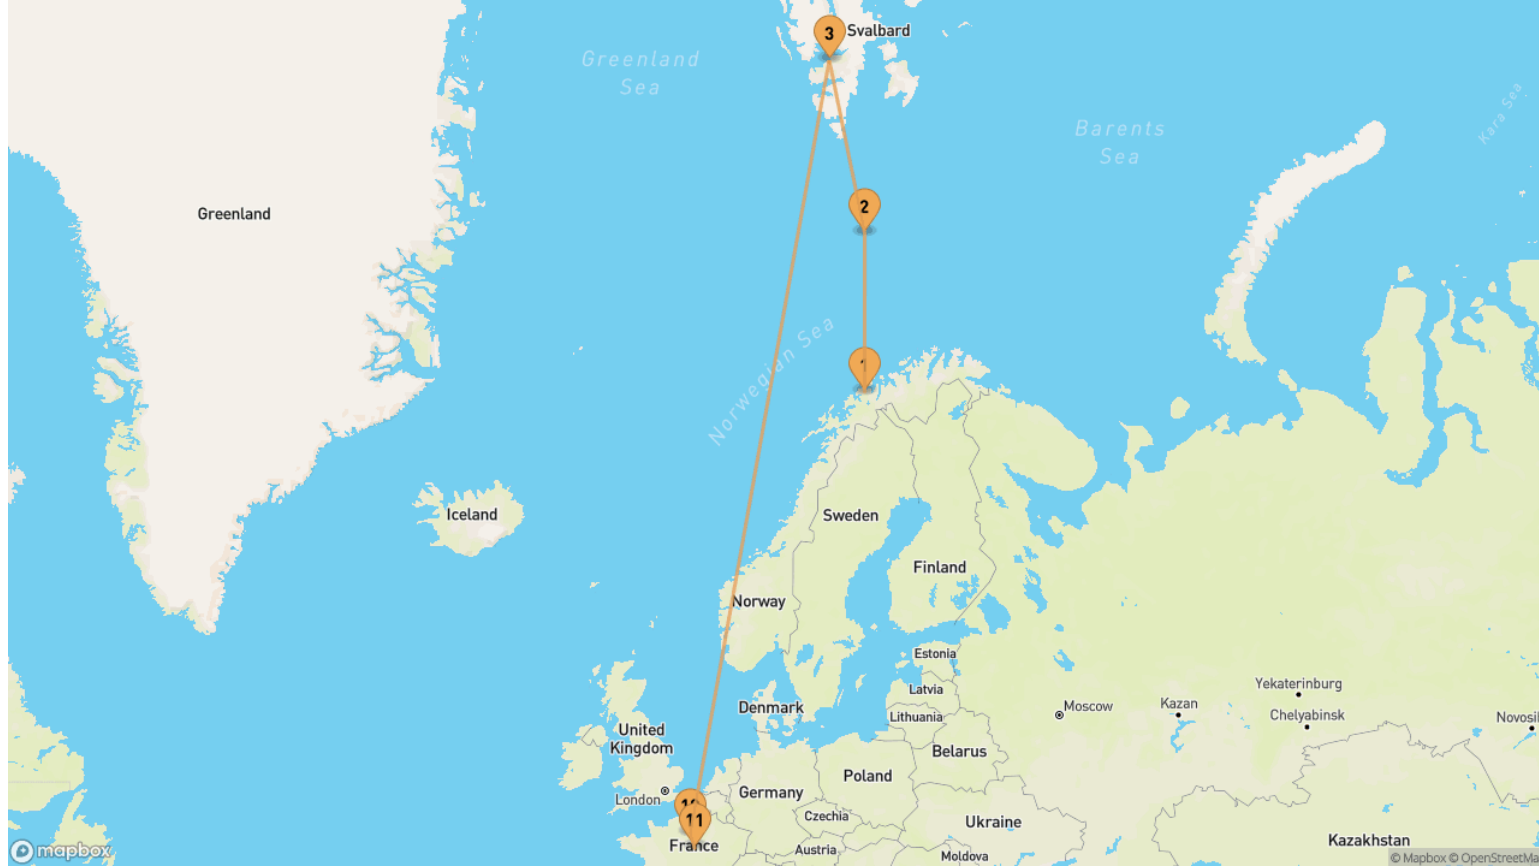 3
Svalbard
Greenland
Sea
Kara Sea
Barents
Sea
2
Greenland
Norwegian Sea
1
Iceland
Sweden
Finland
Norway
Estonia
Latvia
Lithuania
Denmark
Moscow
Kazan
Yekaterinburg
Chelyabinsk
Novosi
United
Kingdom
Belarus
Poland
Germany
London
10
11
Czechia
Ukraine
France
Austria
Moldova
Kazakhstan
mapbox
© Mapbox © OpenStreetMa